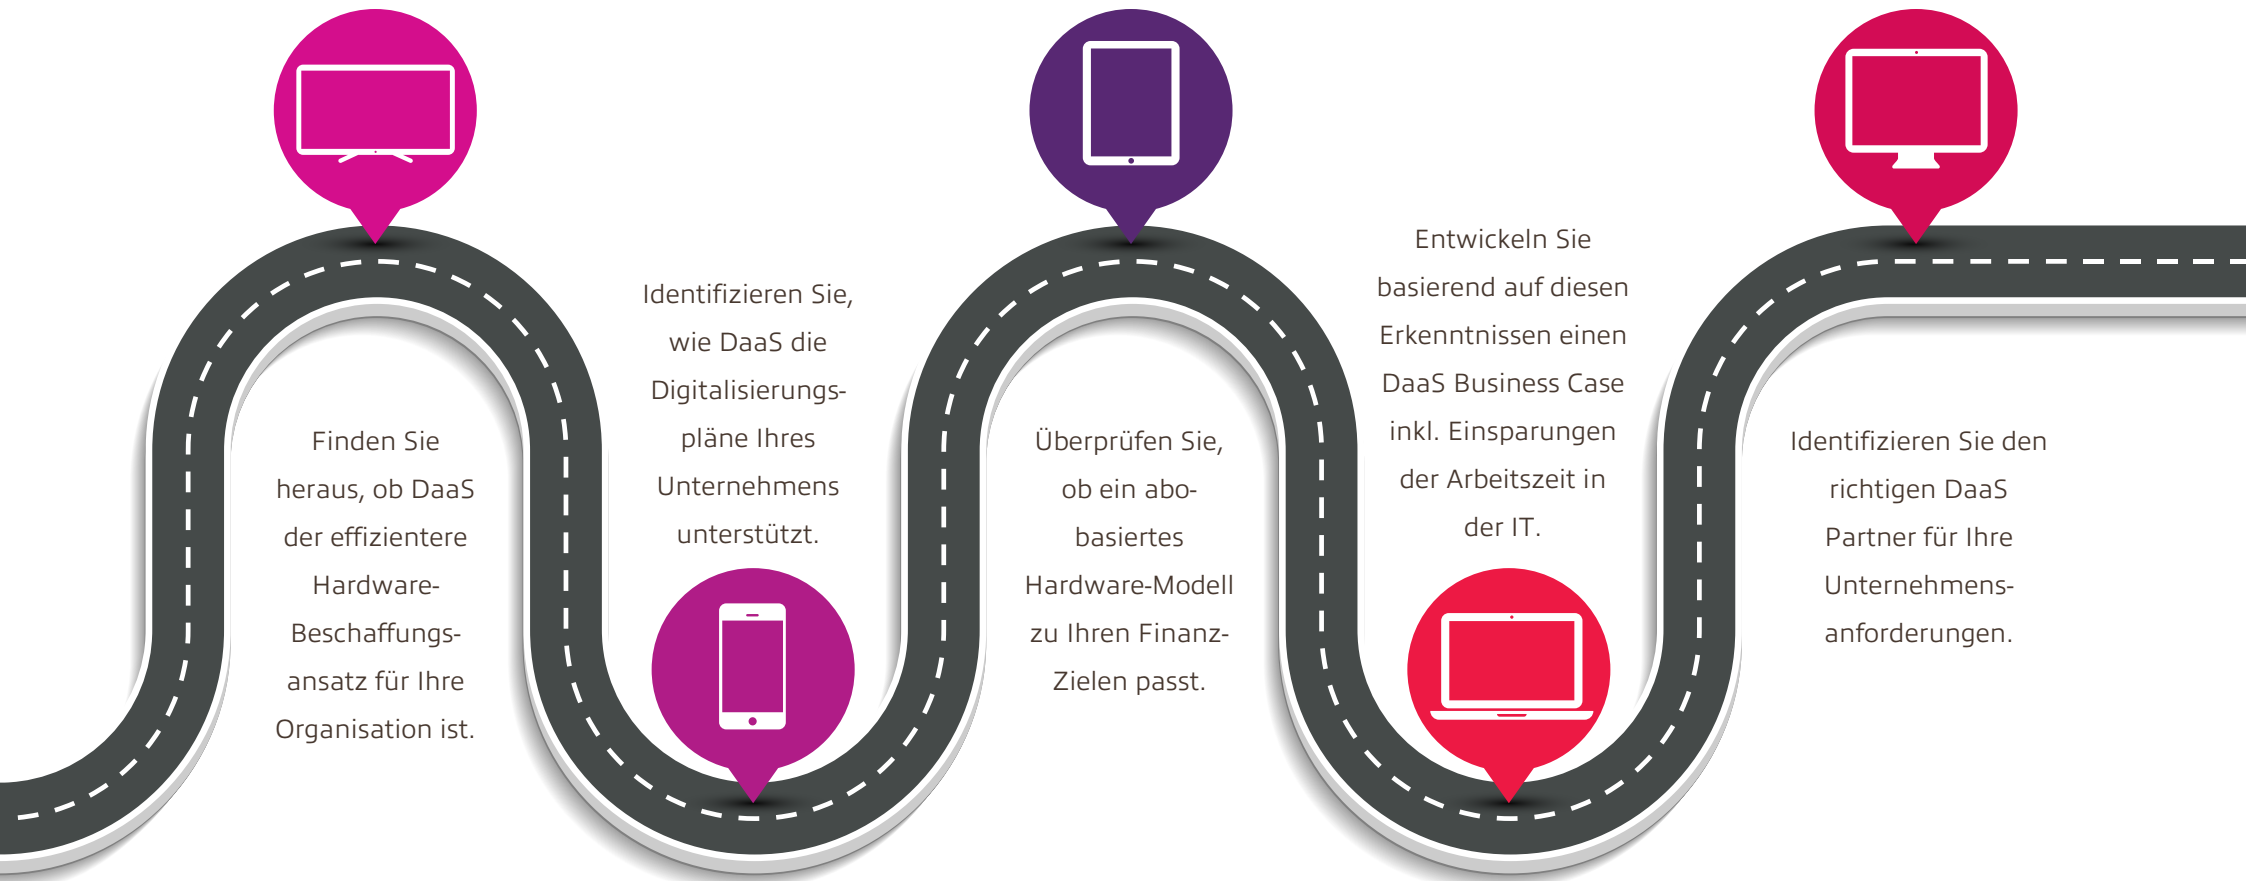 Finden Sie
heraus, ob DaaS
der effizientere
Hardware-
Beschaffungs-
ansatz für Ihre
Organisation ist.
Identifizieren Sie,
wie DaaS die
Digitalisierungs-
pläne Ihres
Unternehmens
unterstützt.
Überprüfen Sie,
ob ein abo-
basiertes
Hardware-Modell
zu Ihren Finanz-
Zielen passt.
Entwickeln Sie
basierend auf diesen
Erkenntnissen einen
DaaS Business Case
inkl. Einsparungen
der Arbeitszeit in
der IT.
Identifizieren Sie den
richtigen DaaS
Partner für Ihre
Unternehmens-
anforderungen.